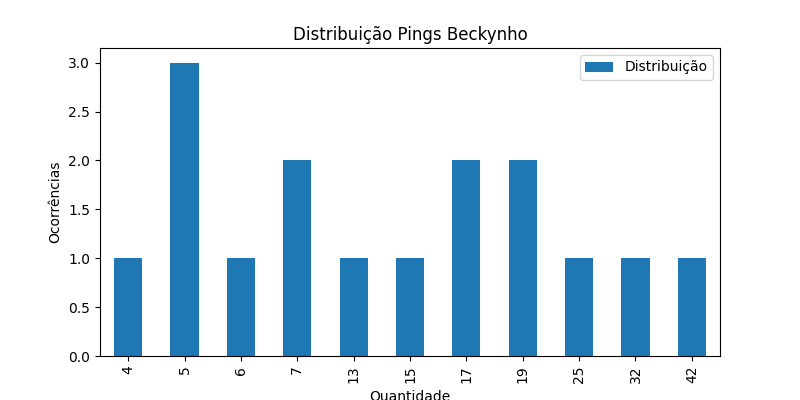 Distribuição Pings Beckynho
Distribuição
Ocorrências
3.0
2.5
2.0
1.5
1.0
0.5
0.0
4 5 6 7 13 15 17 19 25 32 42
Quantidade